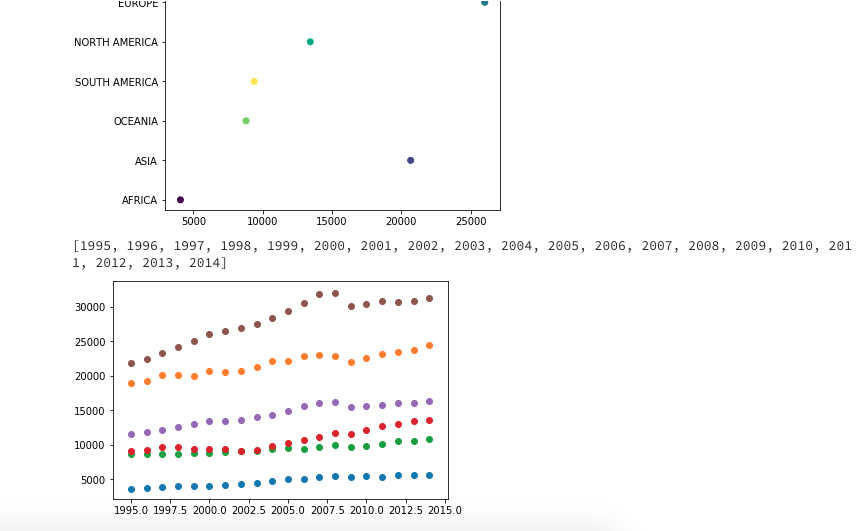 EUROPE
NORTH AMERICA
SOUTH AMERICA
OCEANIA
ASIA
AFRICA
5000 10000 15000 20000 25000
[1995, 1996, 1997, 1998, 1999, 2000, 2001, 2002, 2003, 2004, 2005, 2006, 2007, 2008, 2009, 2010, 201
1, 2012, 2013, 2014]
30000
25000
20000
15000
10000
5000
1995.0 1997.5 2000.0 2002.5 2005.0 2007.5 2010.0 2012.5 2015.0